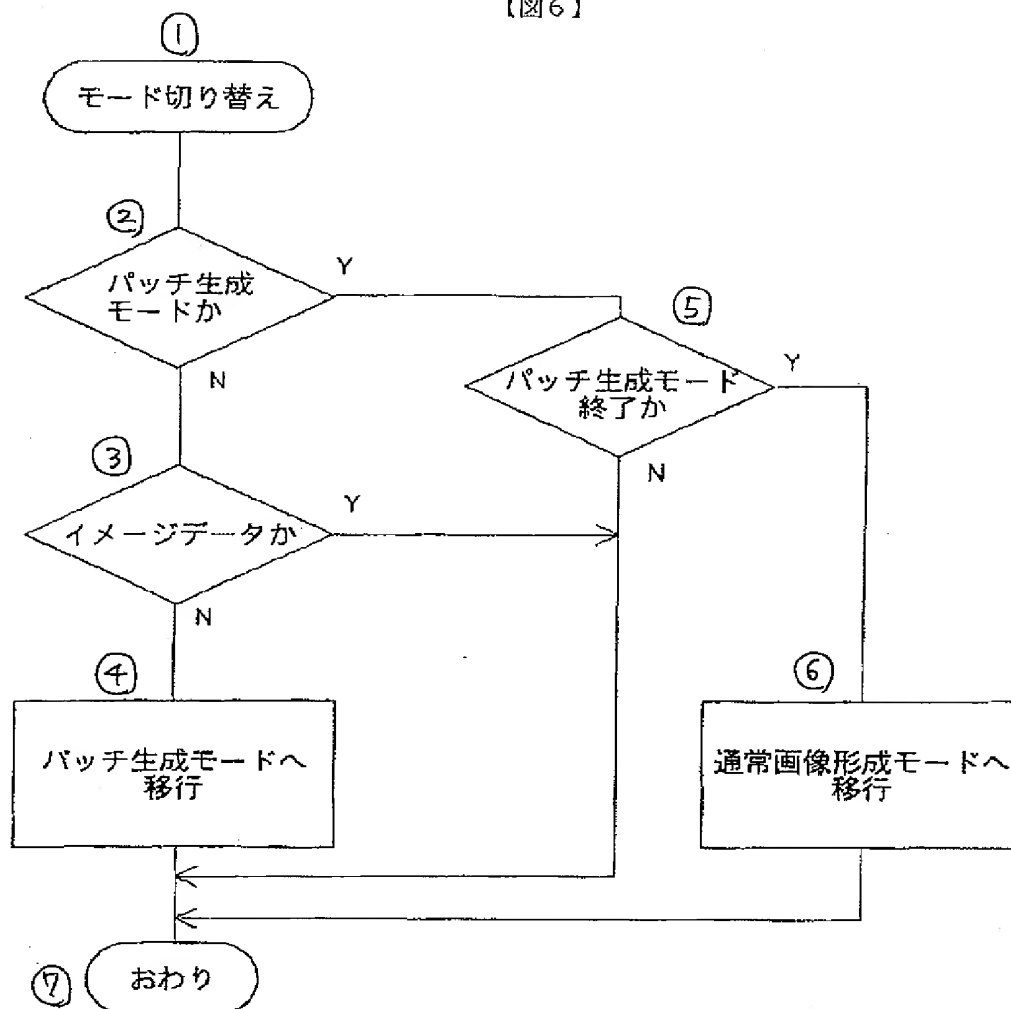 【図6】
①
モード切り替え
②
パッチ生成
モードか
Y
N
⑤
パッチ生成モード
終了か
Y
N
③
イメージデータか
Y
N
④
パッチ生成モードへ
移行
⑥
通常画像形成モードへ
移行
⑦
おわり